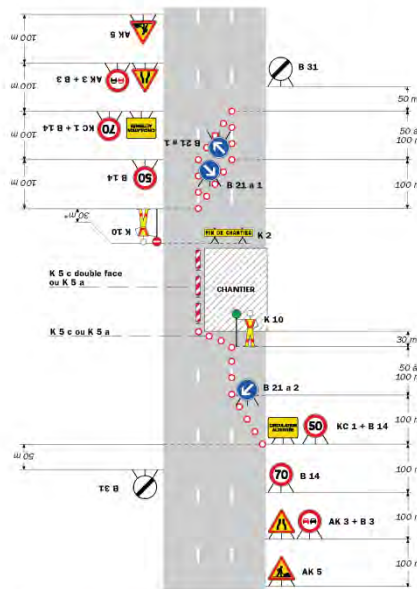 AK 5
100 m
AK 3 + B 3
100 m
B 31
50 m
70
CIRCULATION ALTERNÉE
KC 1 + B 14
100 m
B 21 a 1
50 à
100 m
50
B 14
B 21 a 1
100 m
K 10
30 m*
FIN DE CHANTIER
K 2
K 5 c double face
ou K 5 a
CHANTIER
K 10
K 5 c ou K 5 a
30 m
50 à
100 m
B 21 a 2
100 m
CIRCULATION ALTERNÉE
50
KC 1 + B 14
50 m
B 31
70
B 14
100 m
AK 3 + B 3
100 m
AK 5
100 m